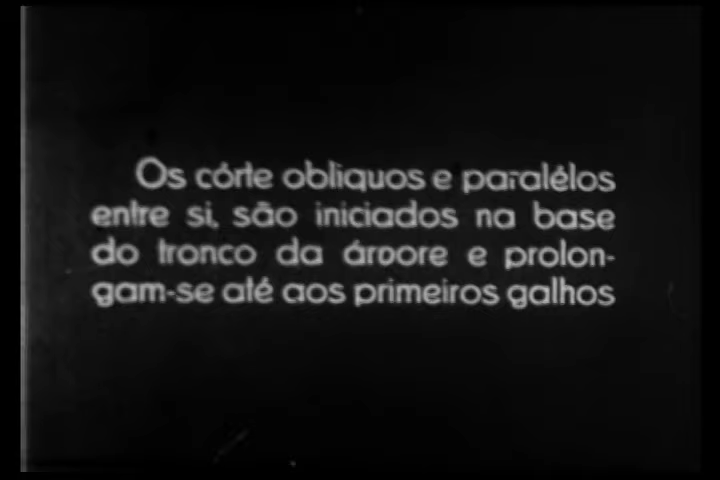 Os córte obliquos e paralélos
entre si, são iniciados na base
do tronco da árvore e prolon-
gam-se até aos primeiros galhos